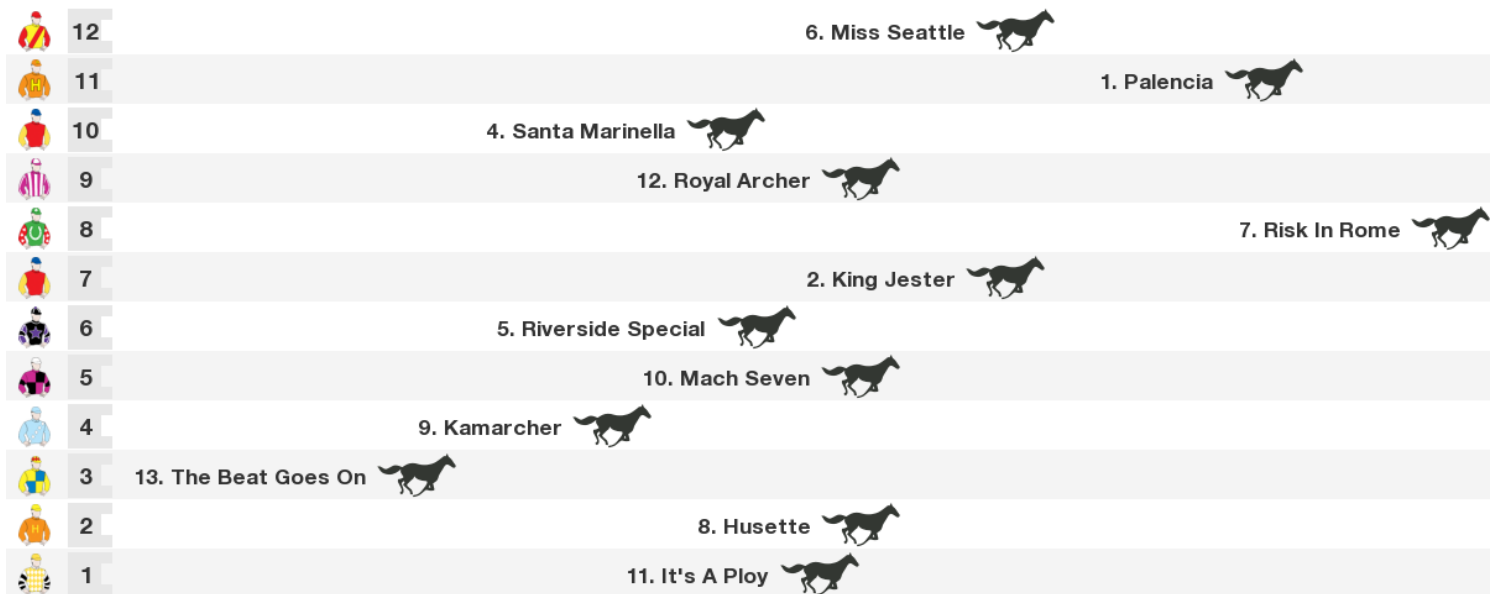 12 6. Miss Seattle
H 11 1. Palencia
10 4. Santa Marinella
9 12. Royal Archer
8 7. Risk In Rome
7 2. King Jester
6 5. Riverside Special
5 10. Mach Seven
4 9. Kamarcher
3 13. The Beat Goes On
H 2 8. Husette
1 11. It's A Ploy